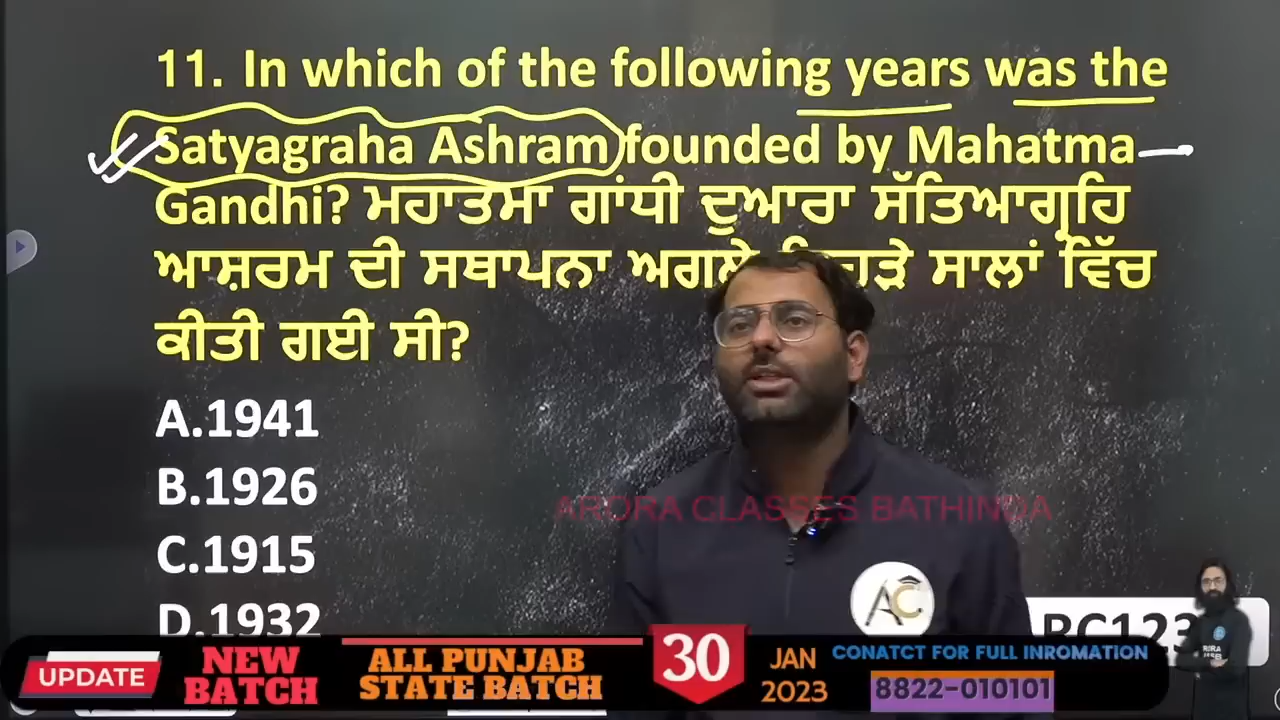 11. In which of the following years was the
Satyagraha Ashram founded by Mahatma
Gandhi? ਮਹਾਤਮਾ ਗਾਂਧੀ ਦੁਆਰਾ ਸੱਤਿਆਗ੍ਰਹਿ
ਆਸ਼ਰਮ ਦੀ ਸਥਾਪਨਾ ਅਗਲੇ ਸਾਲਾਂ ਵਿੱਚ
ਕੀਤੀ ਗਈ ਸੀ?
A.1941
B.1926
C.1915
D.1932
ARORA CLASSES BATHINDA
AC
UPDATE
NEW BATCH
ALL PUNJAB
STATE BATCH
30
JAN
2023
CONATCT FOR FULL INROMATION
8822-010101